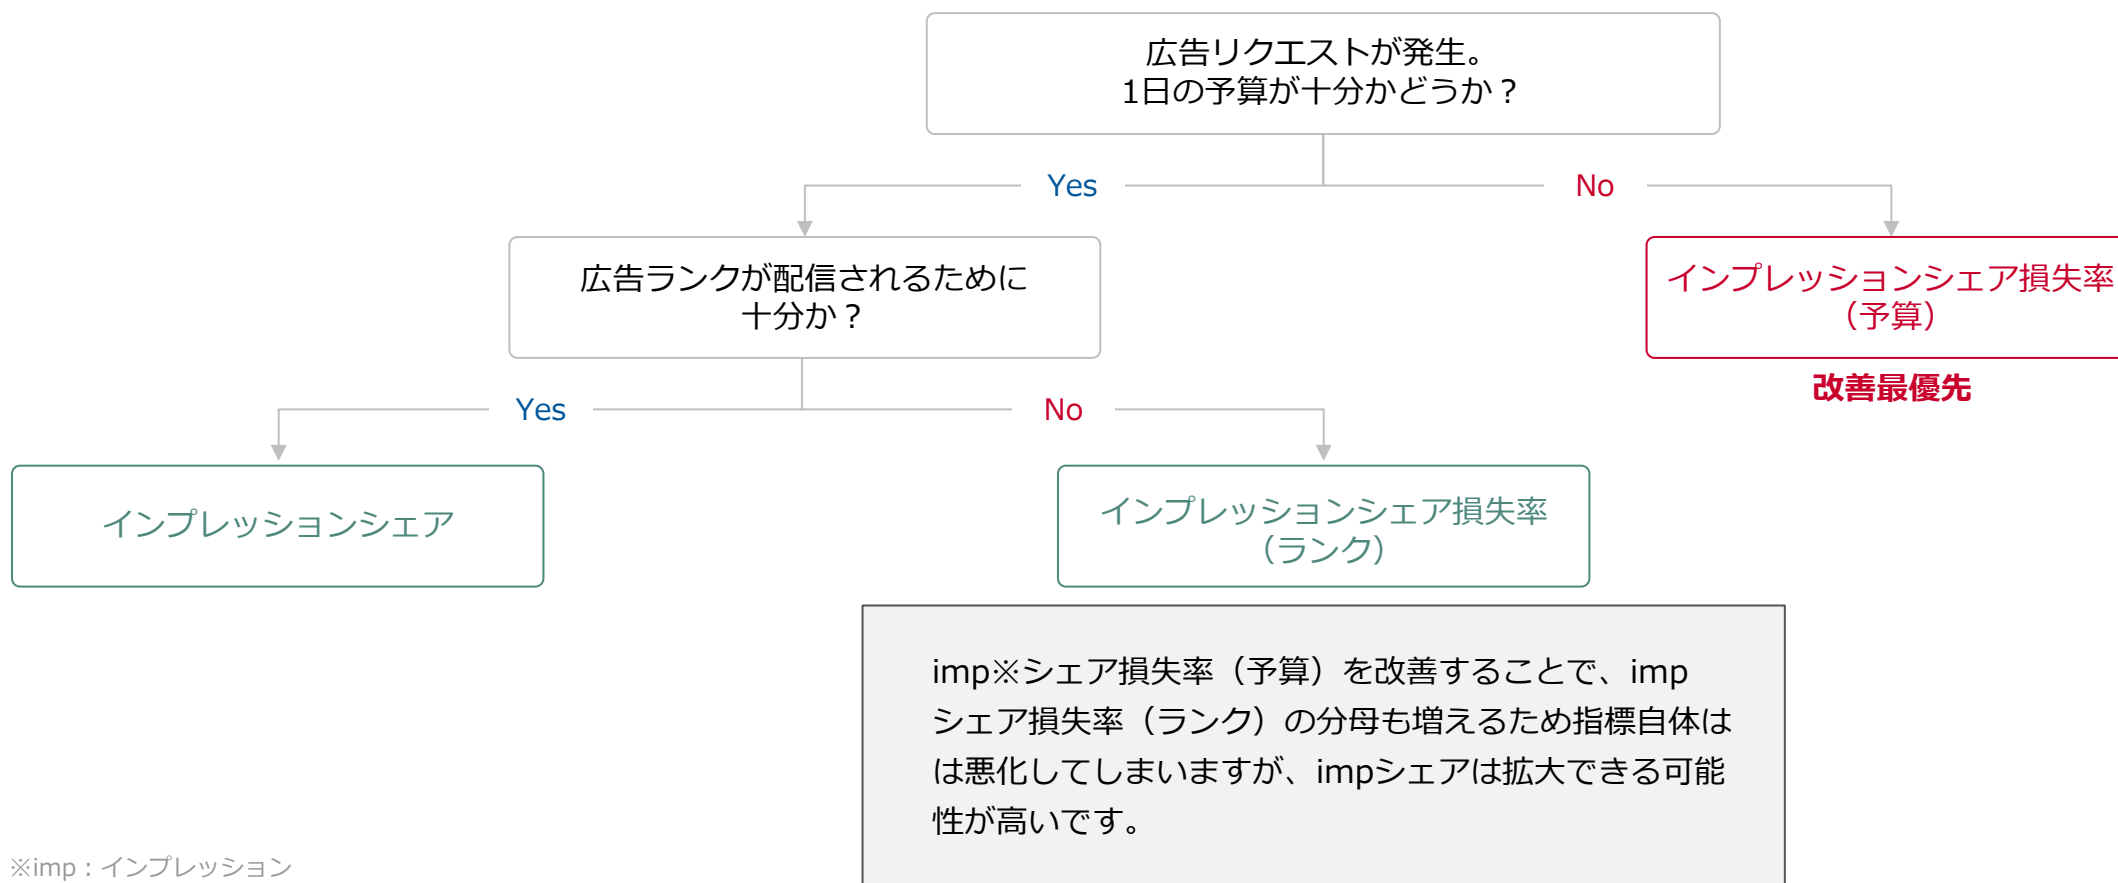 広告リクエストが発生。
1日の予算が十分かどうか？
Yes
No
広告ランクが配信されるために
十分か？
インプレッションシェア損失率
（予算）
改善最優先
Yes
No
インプレッションシェア
インプレッションシェア損失率
（ランク）
imp※シェア損失率（予算）を改善することで、imp
シェア損失率（ランク）の分母も増えるため指標自体は
は悪化してしまいますが、impシェアは拡大できる可能
性が高いです。
※imp：インプレッション